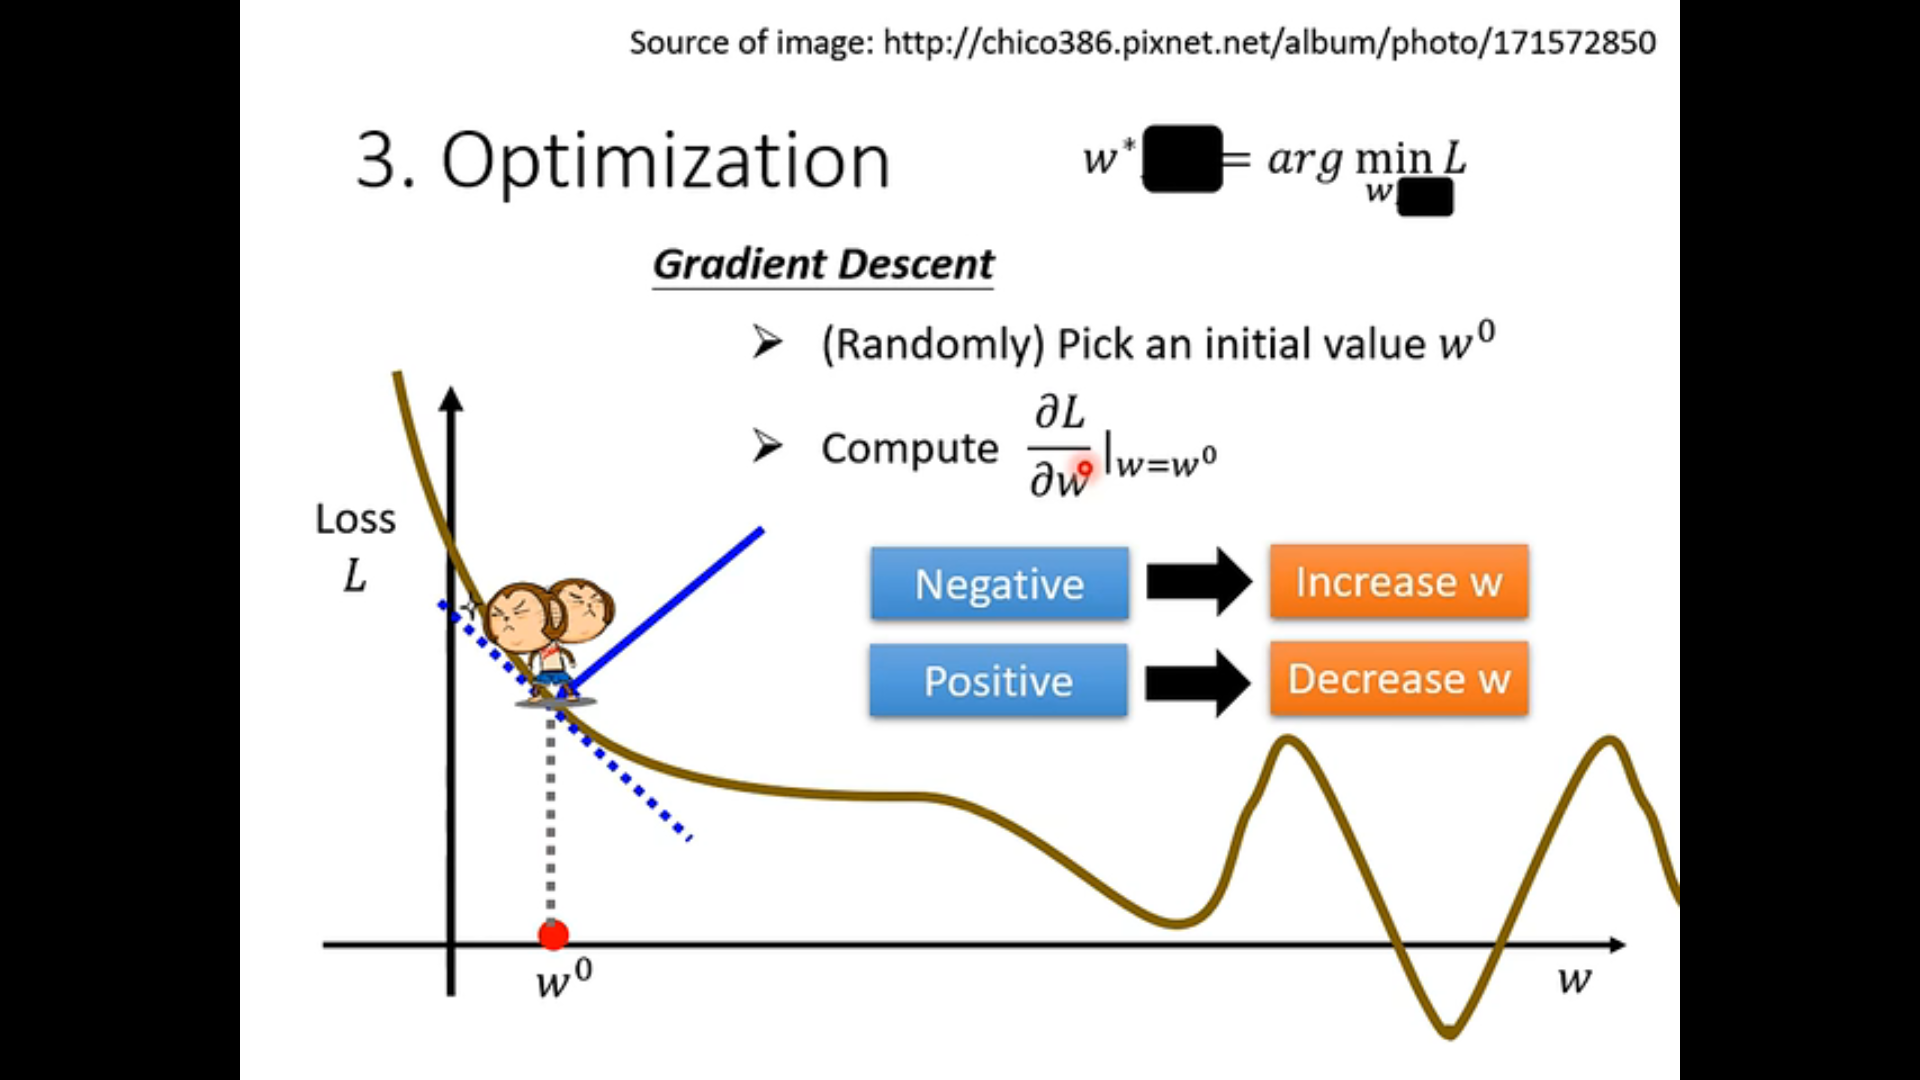 Source of image: http://chico386.pixnet.net/album/photo/171572850
3. Optimization
w* = arg min L
w
Gradient Descent
➢ (Randomly) Pick an initial value w⁰
➢ Compute ∂L/∂w |w=w⁰
Loss
L
Negative
Increase w
Positive
Decrease w
w⁰
w